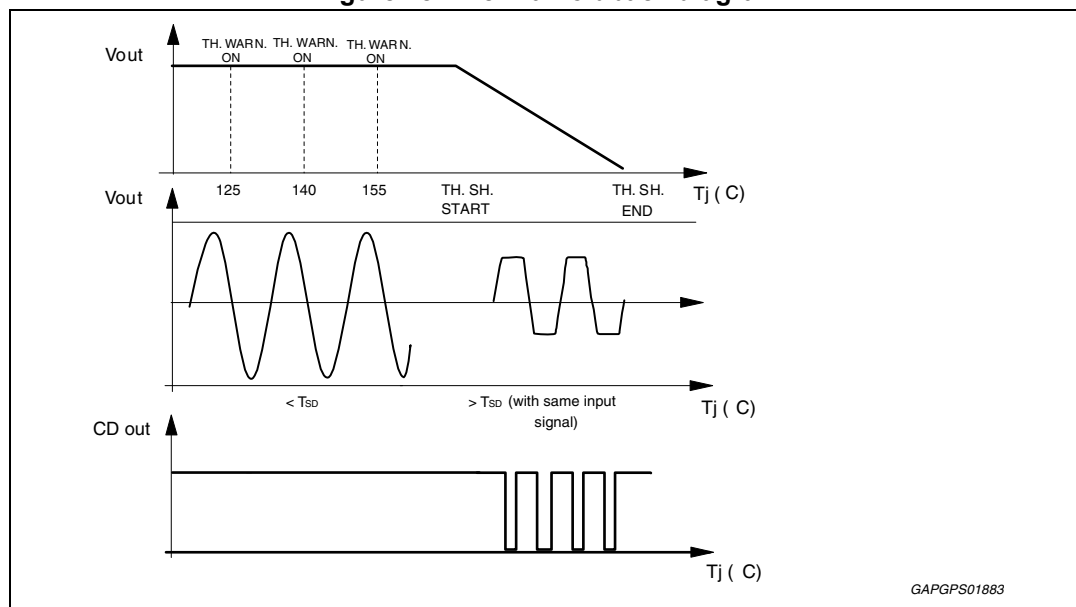 Vout
TH. WARN. TH. WARN. TH. WARN.
ON ON ON
125 140 155 TH. SH. START TH. SH. END Tj ( C)
Vout
< TSD > TSD (with same input signal) Tj ( C)
CD out
Tj ( C)
GAPGPS01883